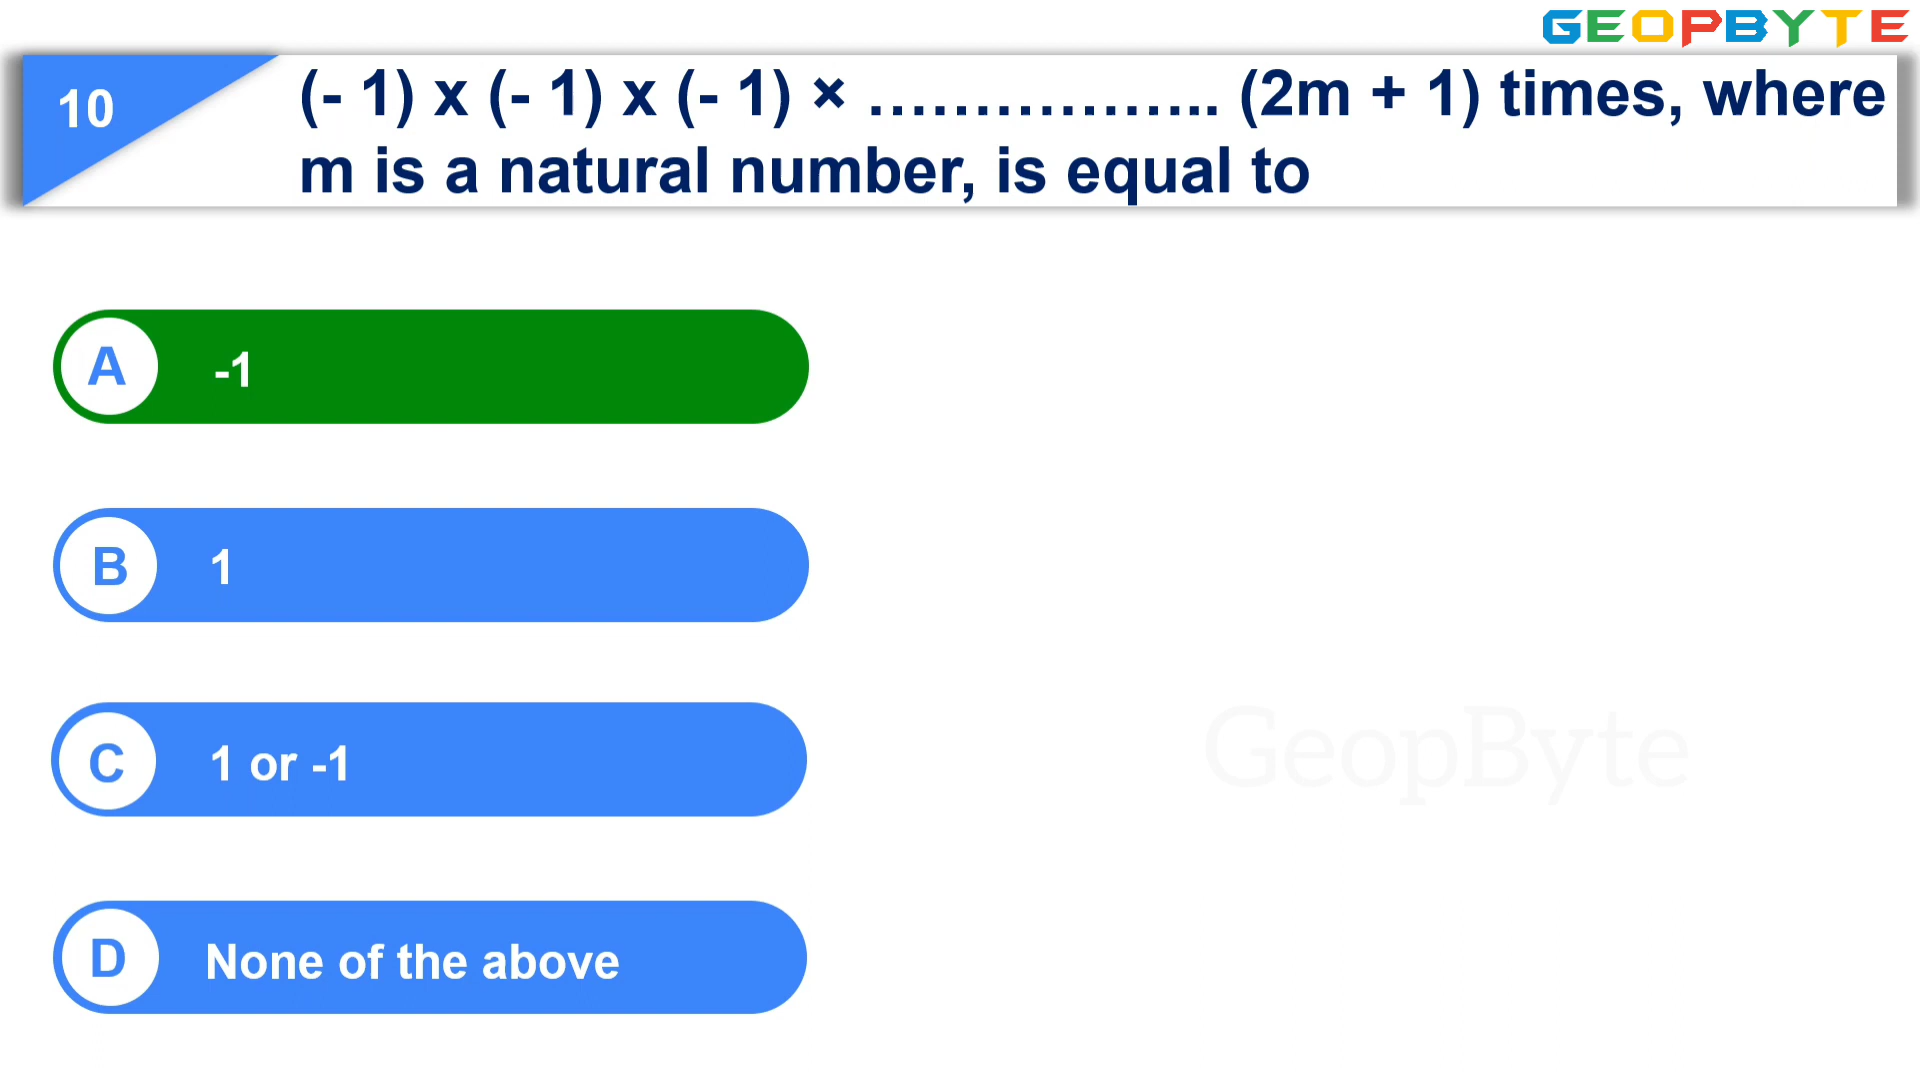 GEOPBYTE
10
(- 1) x (- 1) x (- 1) × …………….. (2m + 1) times, where
m is a natural number, is equal to
A -1
B 1
C 1 or -1
GeopByte
D None of the above